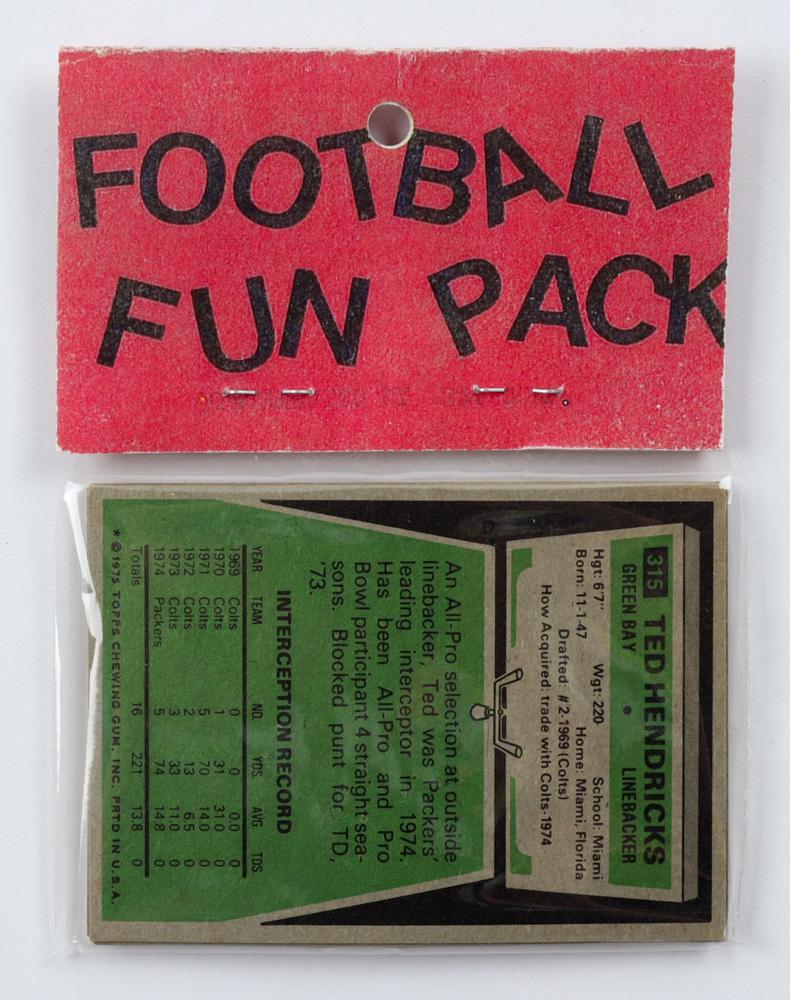 FOOTBALL
FUN PACK
315 TED HENDRICKS
GREEN BAY • LINEBACKER
Hgt: 6'7" Wgt: 220 School: Miami
Born: 11-1-47 Home: Miami, Florida
Drafted: #2-1969 (Colts)
How Acquired: trade with Colts-1974
An All-Pro selection at outside
linebacker, Ted was Packers'
leading interceptor in 1974.
Has been All-Pro and Pro
Bowl participant 4 straight sea-
sons. Blocked punt for TD,
'73.
INTERCEPTION RECORD
YEAR TEAM NO. YDS. AVG. TDS.
1969 Colts 0 0 0.0 0
1970 Colts 1 31 31.0 0
1971 Colts 5 70 14.0 0
1972 Colts 2 13 6.5 0
1973 Colts 3 33 11.0 0
1974 Packers 5 74 14.8 0
Totals 16 221 13.8 0
* © 1975 TOPPS CHEWING GUM, INC. PRTD IN U.S.A.